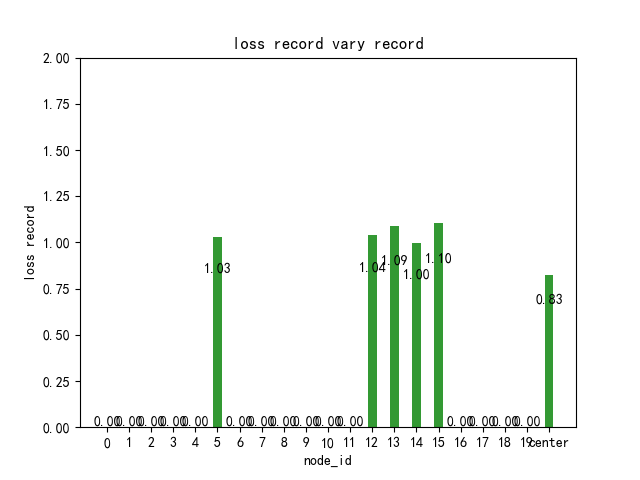 loss record vary record
2.00
1.75
1.50
1.25
1.00
0.75
0.50
0.25
0.00
loss record
0.00 0.00 0.00 0.00 0.00 1.03 0.00 0.00 0.00 0.00 0.00 0.00 1.04 1.09 1.00 1.10 0.00 0.00 0.00 0.00 0.83
0 1 2 3 4 5 6 7 8 9 10 11 12 13 14 15 16 17 18 19 center
node_id